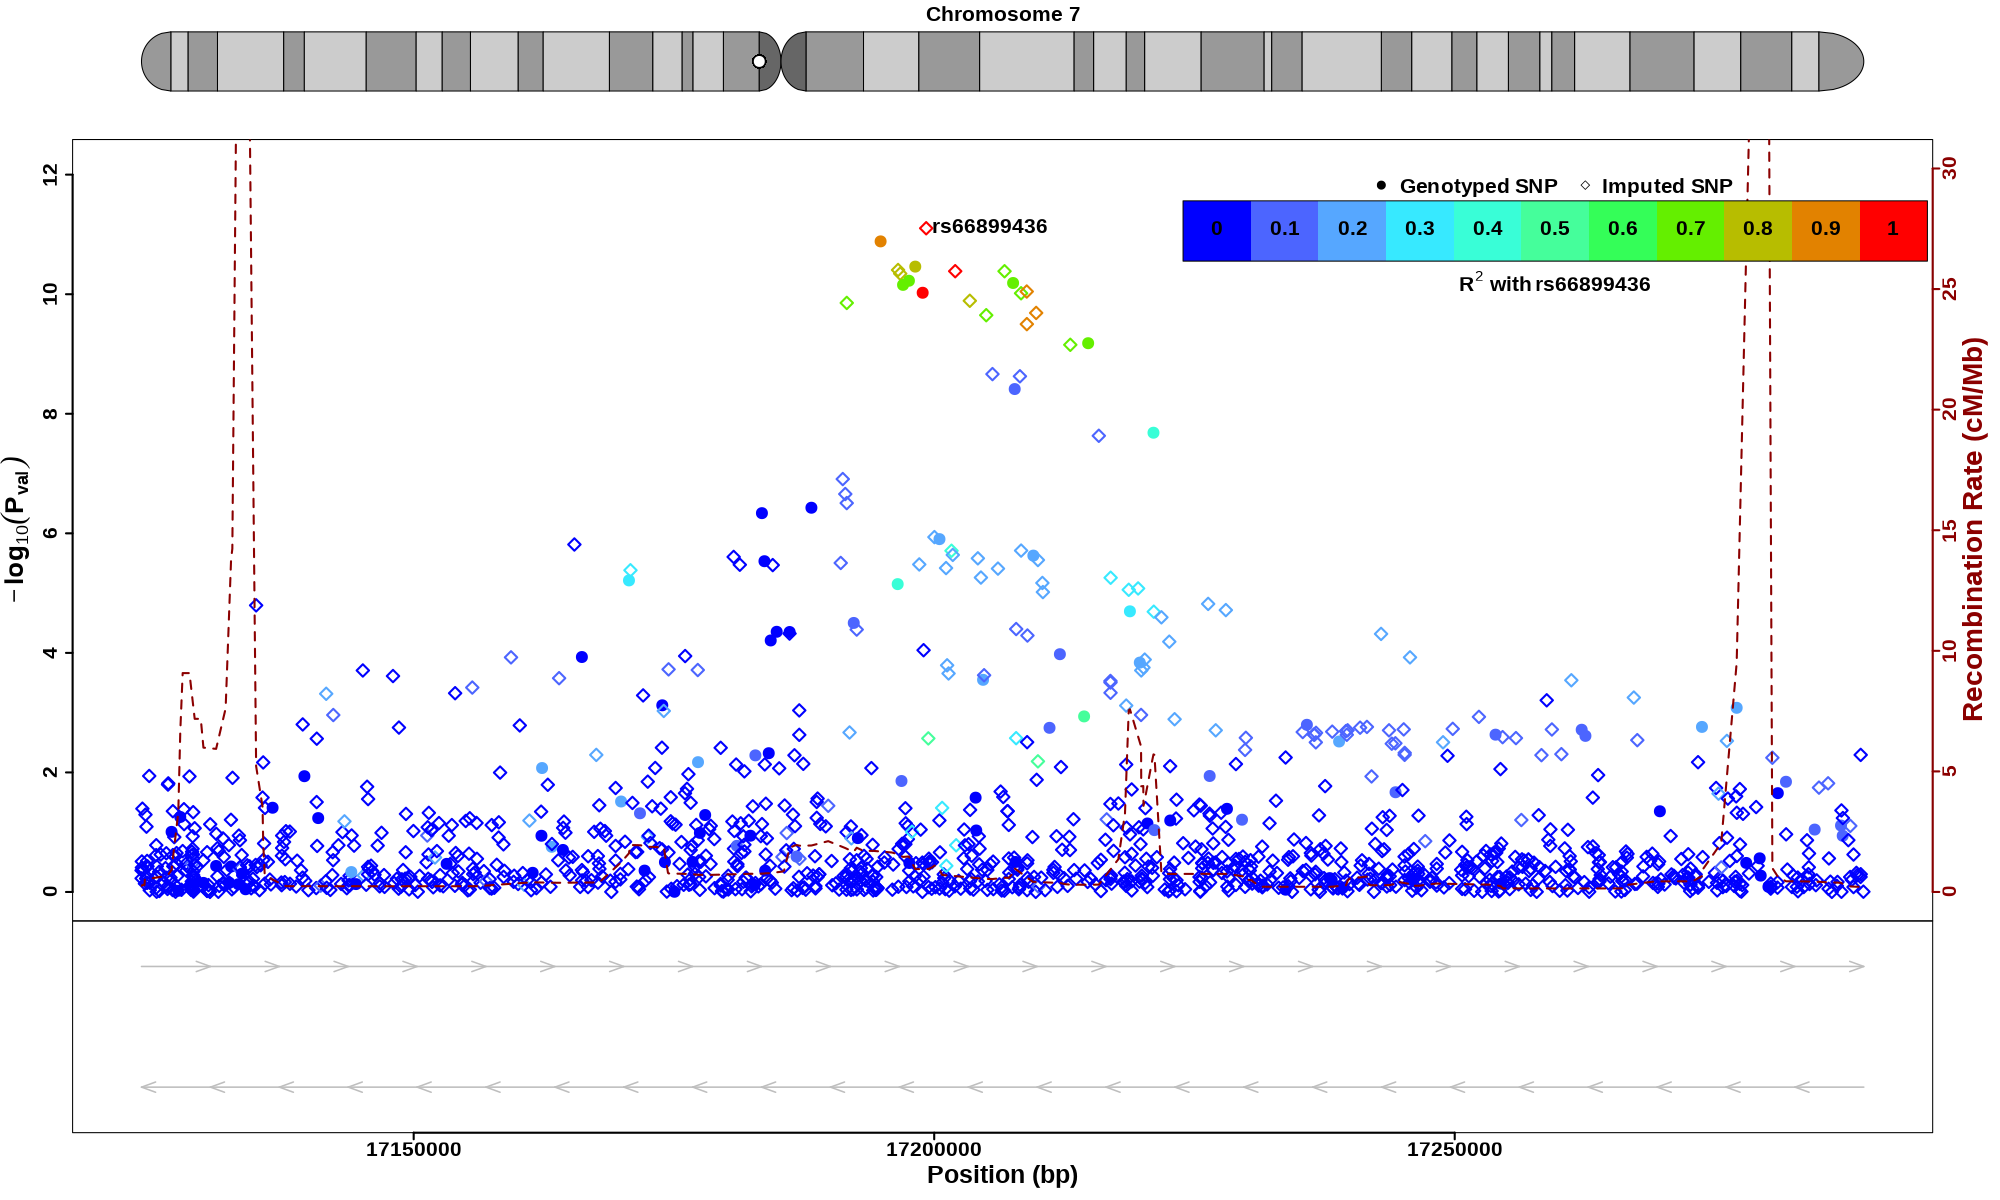 Chromosome 7
12
10
8
6
4
2
0
− log10(Pval)
30
25
20
15
10
5
0
Recombination Rate (cM/Mb)
Genotyped SNP Imputed SNP
0 0.1 0.2 0.3 0.4 0.5 0.6 0.7 0.8 0.9 1
R2 with rs66899436
rs66899436
17150000 17200000 17250000
Position (bp)